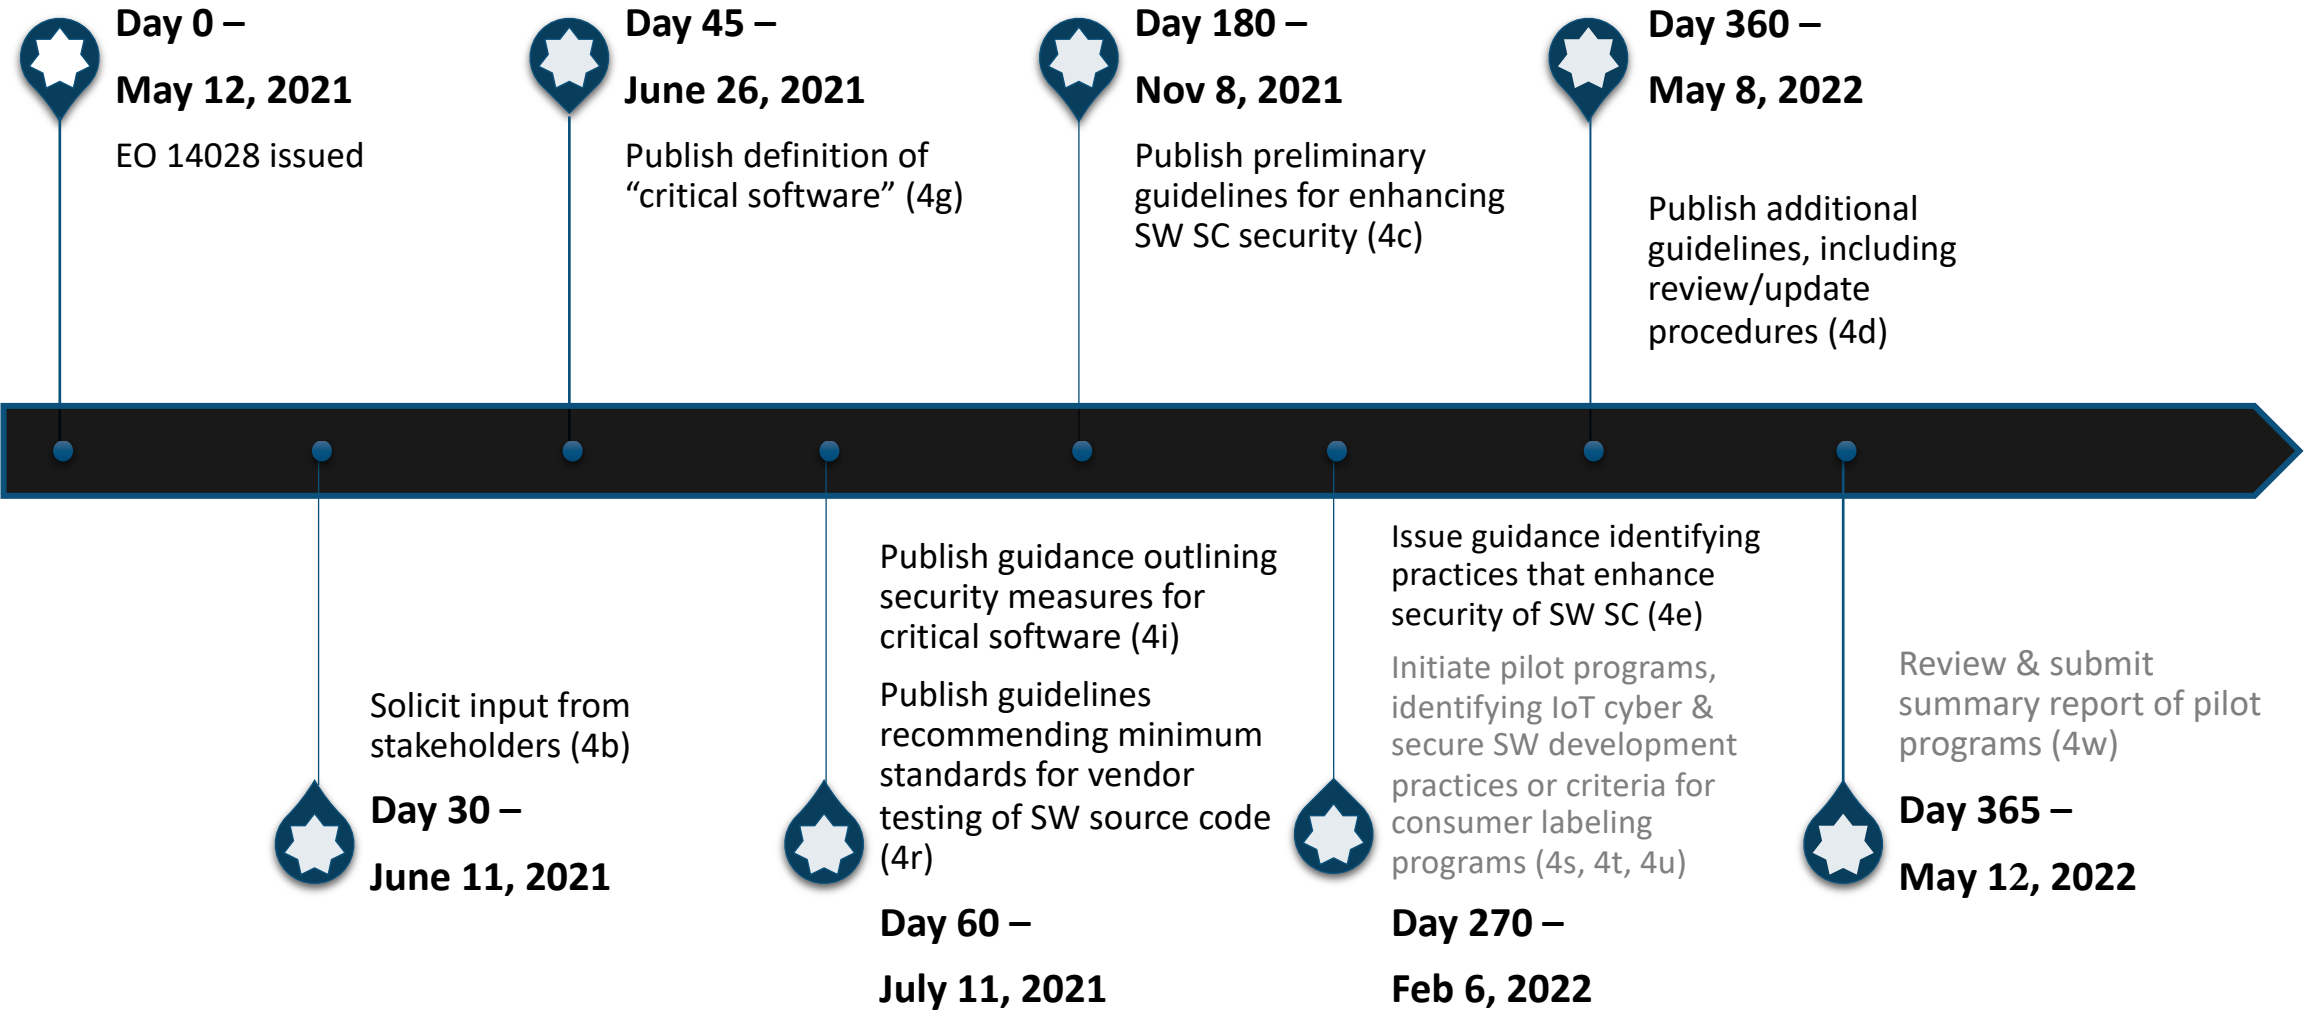 Day 0 –
May 12, 2021
EO 14028 issued
Day 45 –
June 26, 2021
Publish definition of
“critical software” (4g)
Day 180 –
Nov 8, 2021
Publish preliminary
guidelines for enhancing
SW SC security (4c)
Day 360 –
May 8, 2022
Publish additional
guidelines, including
review/update
procedures (4d)
Solicit input from
stakeholders (4b)
Day 30 –
June 11, 2021
Publish guidance outlining
security measures for
critical software (4i)
Publish guidelines
recommending minimum
standards for vendor
testing of SW source code
(4r)
Day 60 –
July 11, 2021
Issue guidance identifying
practices that enhance
security of SW SC (4e)
Initiate pilot programs,
identifying IoT cyber &
secure SW development
practices or criteria for
consumer labeling
programs (4s, 4t, 4u)
Day 270 –
Feb 6, 2022
Review & submit
summary report of pilot
programs (4w)
Day 365 –
May 12, 2022